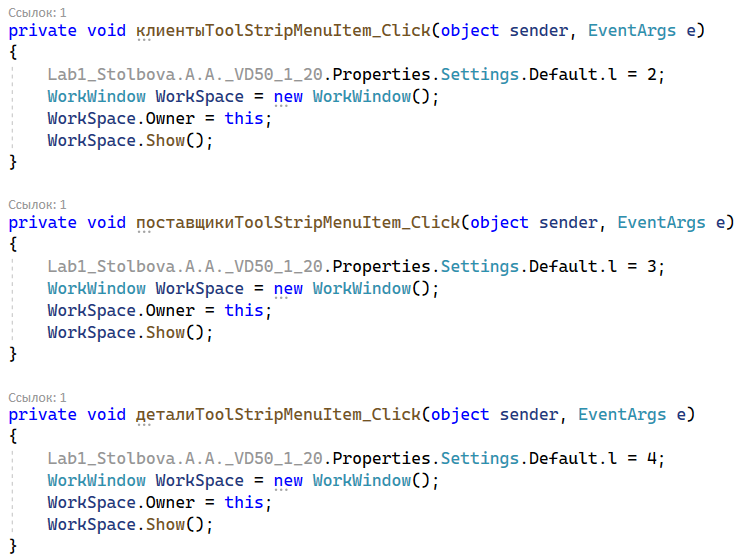 Ссылок: 1
private void клиентыToolStripMenuItem_Click(object sender, EventArgs e)
{
    Lab1_Stolbova.A.A._VD50_1_20.Properties.Settings.Default.l = 2;
    WorkWindow WorkSpace = new WorkWindow();
    WorkSpace.Owner = this;
    WorkSpace.Show();
}
Ссылок: 1
private void поставщикиToolStripMenuItem_Click(object sender, EventArgs e)
{
    Lab1_Stolbova.A.A._VD50_1_20.Properties.Settings.Default.l = 3;
    WorkWindow WorkSpace = new WorkWindow();
    WorkSpace.Owner = this;
    WorkSpace.Show();
}
Ссылок: 1
private void деталиToolStripMenuItem_Click(object sender, EventArgs e)
{
    Lab1_Stolbova.A.A._VD50_1_20.Properties.Settings.Default.l = 4;
    WorkWindow WorkSpace = new WorkWindow();
    WorkSpace.Owner = this;
    WorkSpace.Show();
}